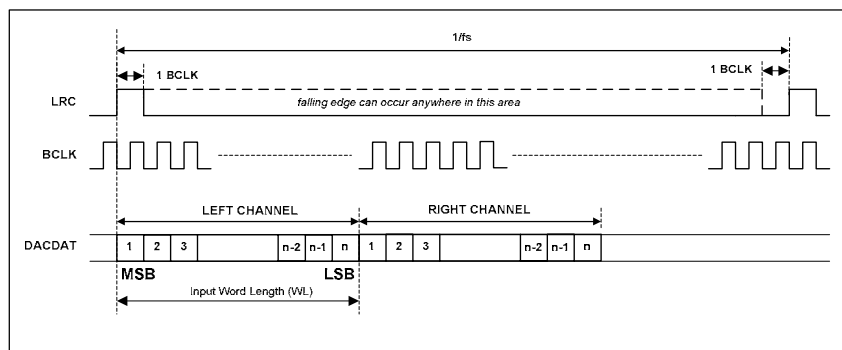 1/fs
1 BCLK
1 BCLK
LRC
falling edge can occur anywhere in this area
BCLK
LEFT CHANNEL
RIGHT CHANNEL
DACDAT
1 2 3 n-2 n-1 n 1 2 3 n-2 n-1 n
MSB LSB
Input Word Length (WL)